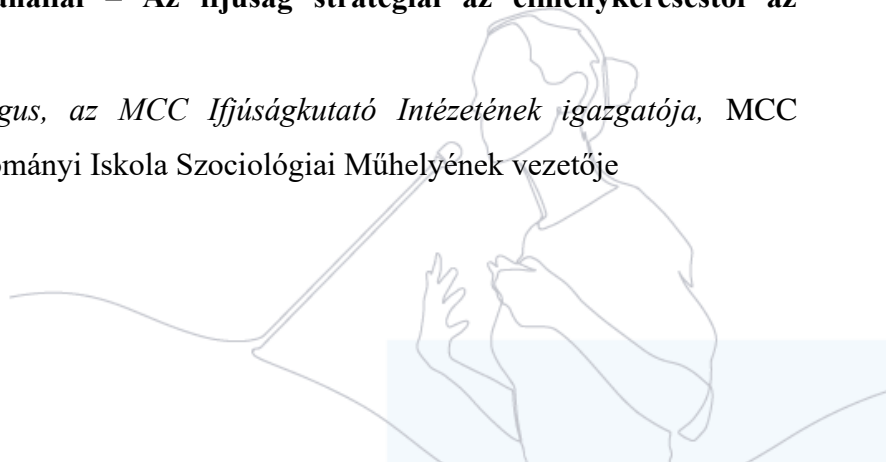 – Az ifjúság stratégiái az élménykereséstől az
gus, az MCC Ifjúságkutató Intézetének igazgatója, MCC
mányi Iskola Szociológiai Műhelyének vezetője